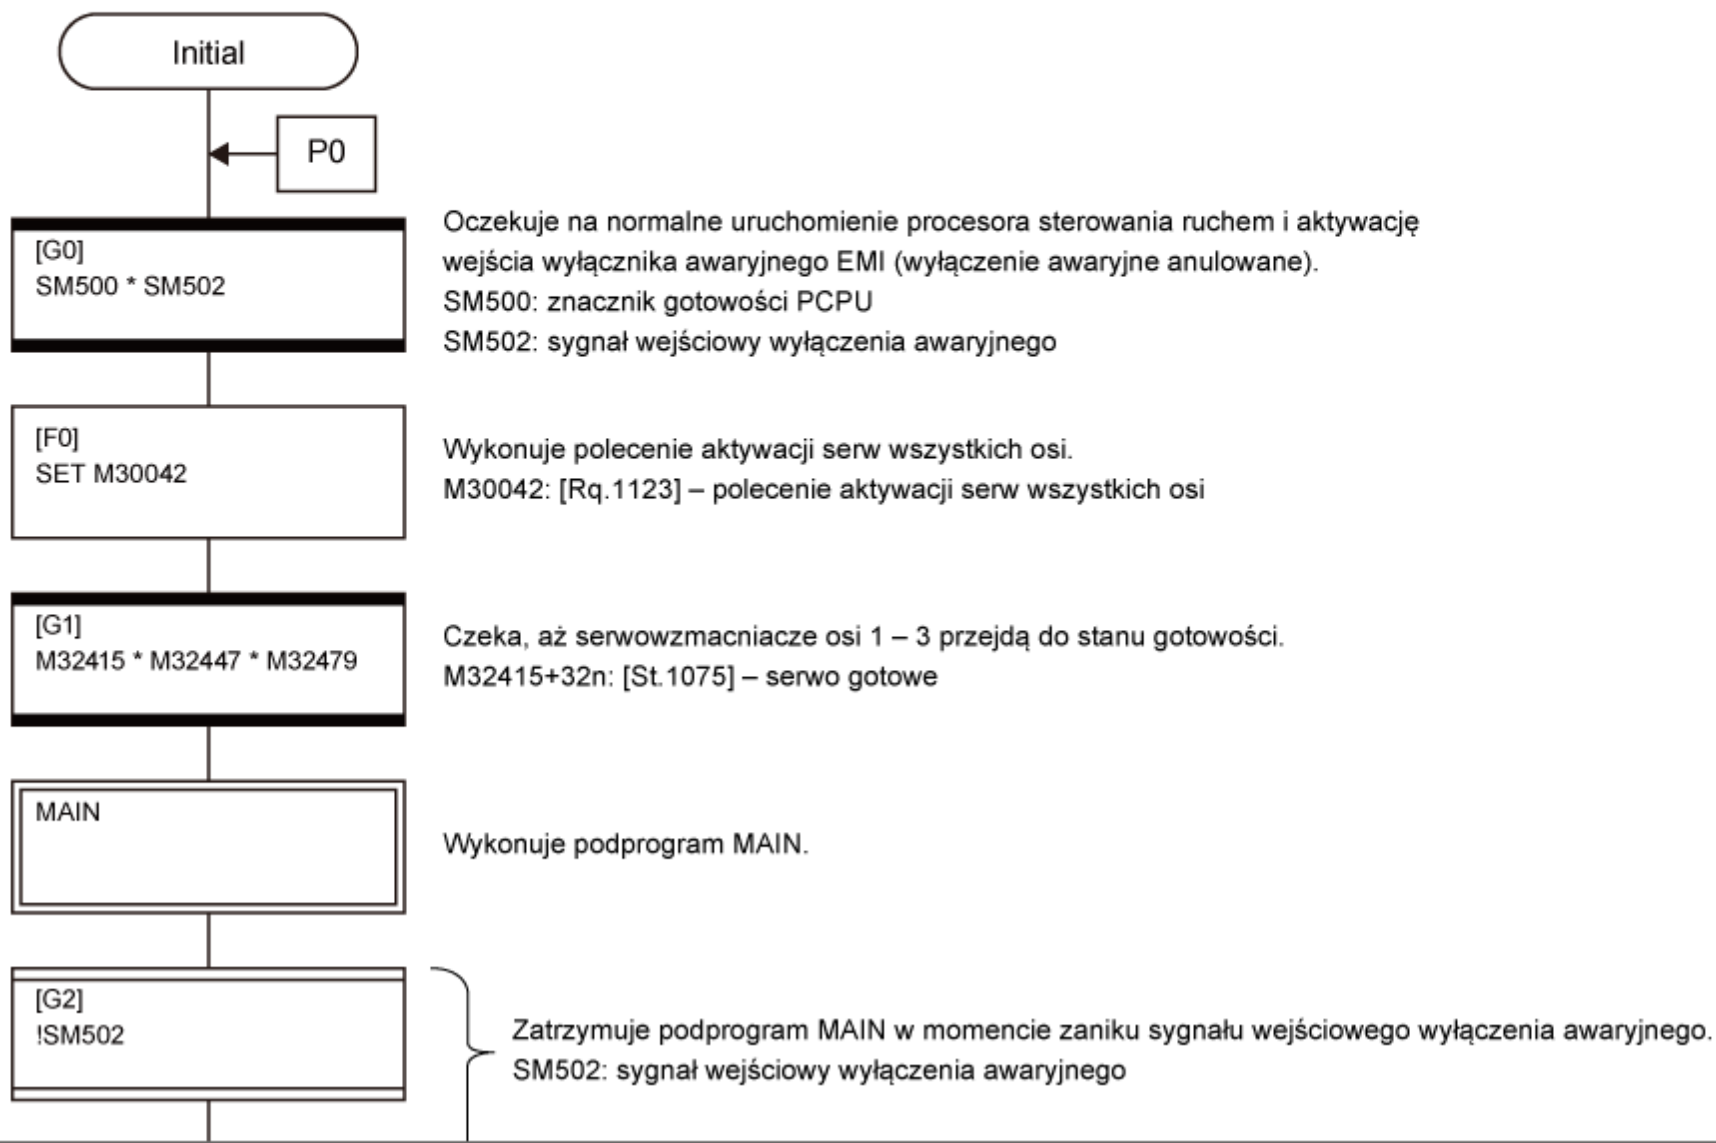 Initial
P0
[G0]
SM500 * SM502
Oczekuje na normalne uruchomienie procesora sterowania ruchem i aktywację
wejścia wyłącznika awaryjnego EMI (wyłączenie awaryjne anulowane).
SM500: znacznik gotowości PCPU
SM502: sygnał wejściowy wyłączenia awaryjnego
[F0]
SET M30042
Wykonuje polecenie aktywacji serw wszystkich osi.
M30042: [Rq.1123] – polecenie aktywacji serw wszystkich osi
[G1]
M32415 * M32447 * M32479
Czeka, aż serwowzmacniacze osi 1 – 3 przejdą do stanu gotowości.
M32415+32n: [St.1075] – serwo gotowe
MAIN
Wykonuje podprogram MAIN.
[G2]
!SM502
Zatrzymuje podprogram MAIN w momencie zaniku sygnału wejściowego wyłączenia awaryjnego.
SM502: sygnał wejściowy wyłączenia awaryjnego